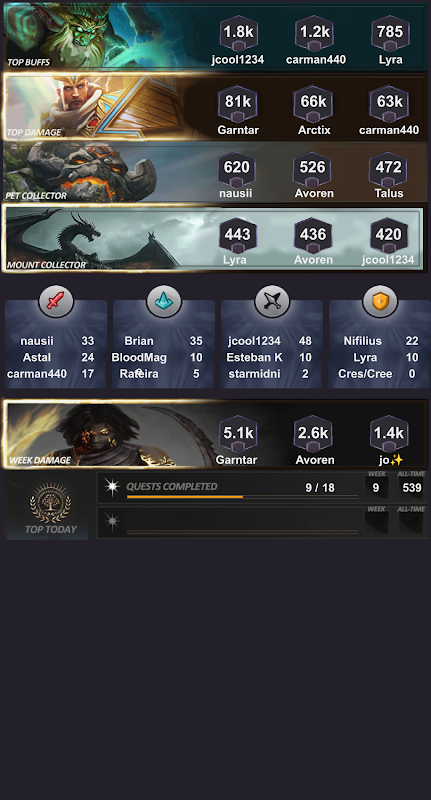 1.8k 1.2k 785
TOP BUFFS jcool1234 carman440 Lyra
81k 66k 63k
TOP DAMAGE Garntar Arctix carman440
620 526 472
PET COLLECTOR nausii Avoren Talus
443 436 420
MOUNT COLLECTOR Lyra Avoren jcool1234
nausii 33 Brian 35 jcool1234 48 Nifilius 22
Astal 24 BloodMag 10 Esteban K 10 Lyra 10
carman440 17 Rateira 5 starmidni 2 Cres/Cree 0
5.1k 2.6k 1.4k
WEEK DAMAGE Garntar Avoren jo✨
WEEK ALL-TIME
QUESTS COMPLETED 9 / 18 9 539
WEEK ALL-TIME
TOP TODAY